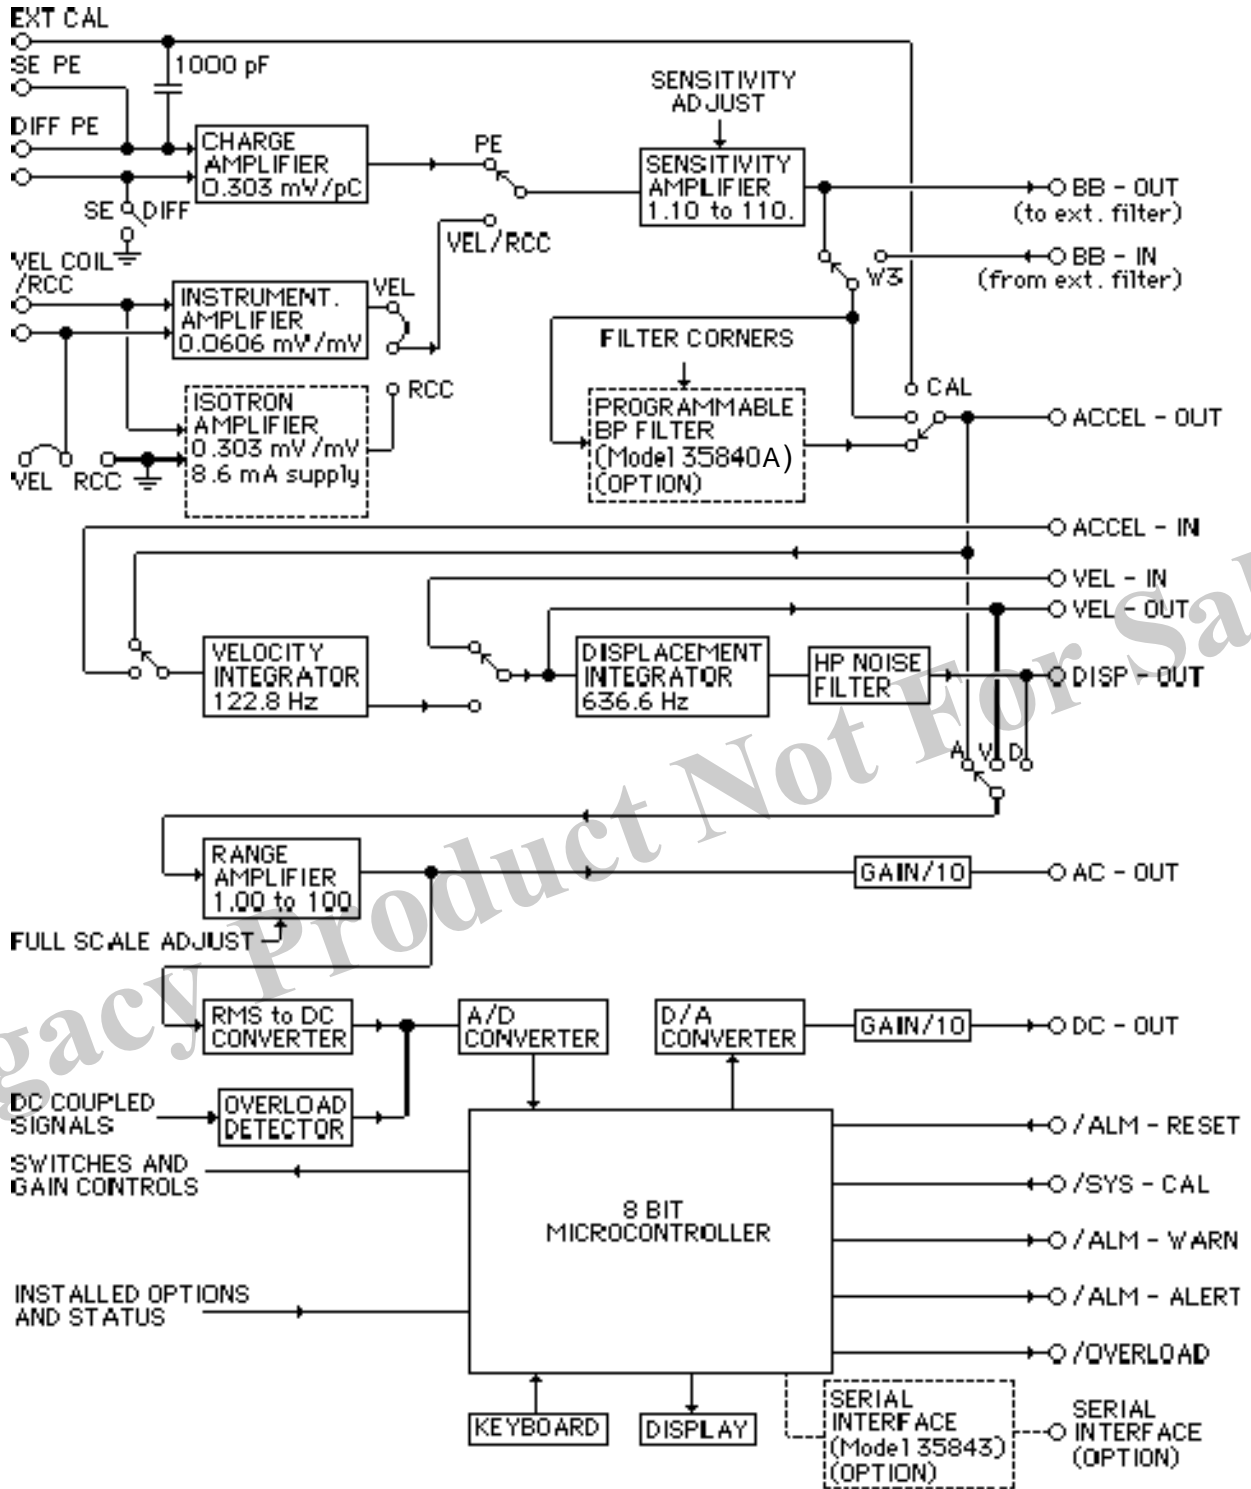 EXT CAL
SE PE
1000 pF
DIFF PE
CHARGE
AMPLIFIER
0.303 mV/pC
SE
DIFF
PE
VEL/RCC
SENSITIVITY
ADJUST
SENSITIVITY
AMPLIFIER
1.10 to 110.
BB - OUT
(to ext. filter)
BB - IN
(from ext. filter)
W3
VEL COIL
/RCC
INSTRUMENT.
AMPLIFIER
0.0606 mV/mV
VEL
RCC
ISOTRON
AMPLIFIER
0.303 mV/mV
8.6 mA supply
VEL
RCC
FILTER CORNERS
PROGRAMMABLE
BP FILTER
(Model 35840A)
(OPTION)
CAL
ACCEL - OUT
ACCEL - IN
VEL - IN
VEL - OUT
VELOCITY
INTEGRATOR
122.8 Hz
DISPLACEMENT
INTEGRATOR
636.6 Hz
HP NOISE
FILTER
DISP - OUT
A
V
D
RANGE
AMPLIFIER
1.00 to 100
FULL SCALE ADJUST
GAIN/10
AC - OUT
RMS to DC
CONVERTER
A/D
CONVERTER
D/A
CONVERTER
GAIN/10
DC - OUT
DC COUPLED
SIGNALS
OVERLOAD
DETECTOR
SWITCHES AND
GAIN CONTROLS
8 BIT
MICROCONTROLLER
INSTALLED OPTIONS
AND STATUS
/ALM - RESET
/SYS - CAL
/ALM - WARN
/ALM - ALERT
/OVERLOAD
KEYBOARD
DISPLAY
SERIAL
INTERFACE
(Model 35843)
(OPTION)
SERIAL
INTERFACE
(OPTION)
gacy Product Not For Sal